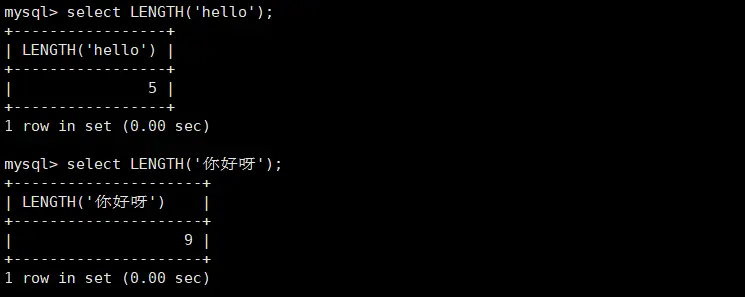 mysql> select LENGTH('hello');
+-----------------+
| LENGTH('hello') |
+-----------------+
|               5 |
+-----------------+
1 row in set (0.00 sec)

mysql> select LENGTH('你好呀');
+---------------------+
| LENGTH('你好呀')    |
+---------------------+
|                   9 |
+---------------------+
1 row in set (0.00 sec)